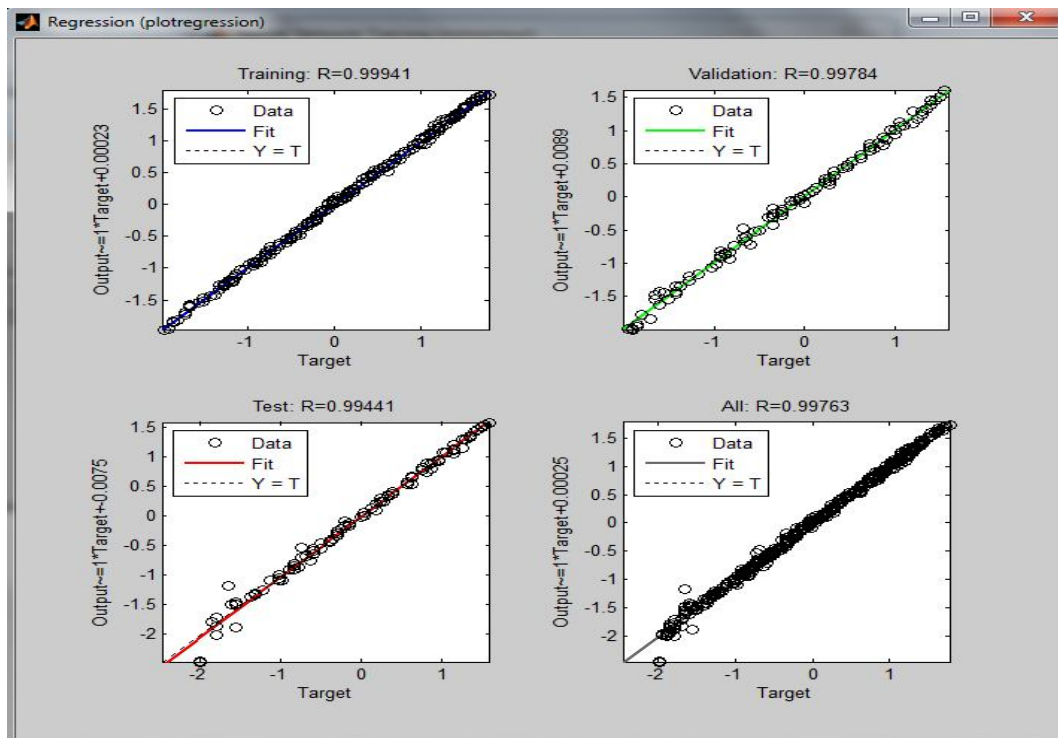 Regression (plotregression)
Training: R=0.99941
Output~=1*Target+0.00023
1.5
1
0.5
0
-0.5
-1
-1.5
Data
Fit
Y = T
-1
0
1
Target
Validation: R=0.99784
Output~=1*Target+0.0089
1.5
1
0.5
0
-0.5
-1
-1.5
Data
Fit
Y = T
-1
0
1
Target
Test: R=0.99441
Output~=1*Target+-0.0075
1.5
1
0.5
0
-0.5
-1
-1.5
-2
Data
Fit
Y = T
-2
-1
0
1
Target
All: R=0.99763
Output~=1*Target+0.00025
1.5
1
0.5
0
-0.5
-1
-1.5
-2
Data
Fit
Y = T
-2
-1
0
1
Target